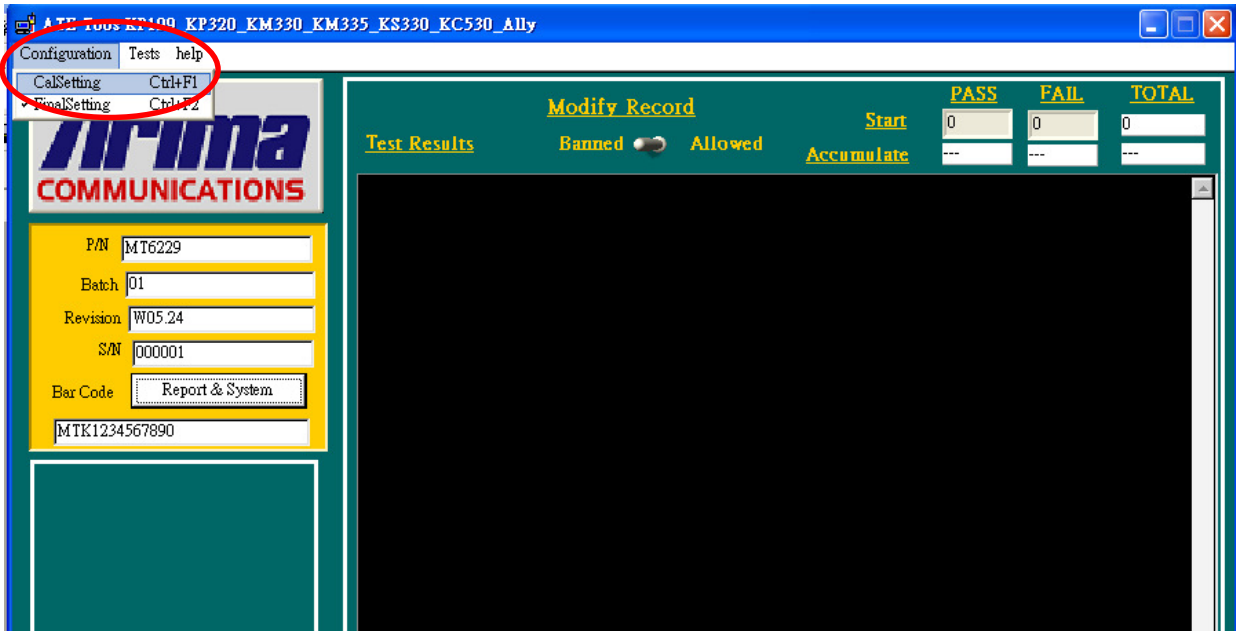 ATE Toos KP199_KP320_KM330_KM335_KS330_KC530_Ally
Configuration Tests help
CalSetting Ctrl+F1
FinalSetting Ctrl+F2
Arima
COMMUNICATIONS
Modify Record
Test Results
Banned Allowed
PASS FAIL TOTAL
Start 0 0 0
Accumulate --- --- ---
P/N MT6229
Batch 01
Revision W05.24
S/N 000001
Bar Code Report & System
MTK1234567890